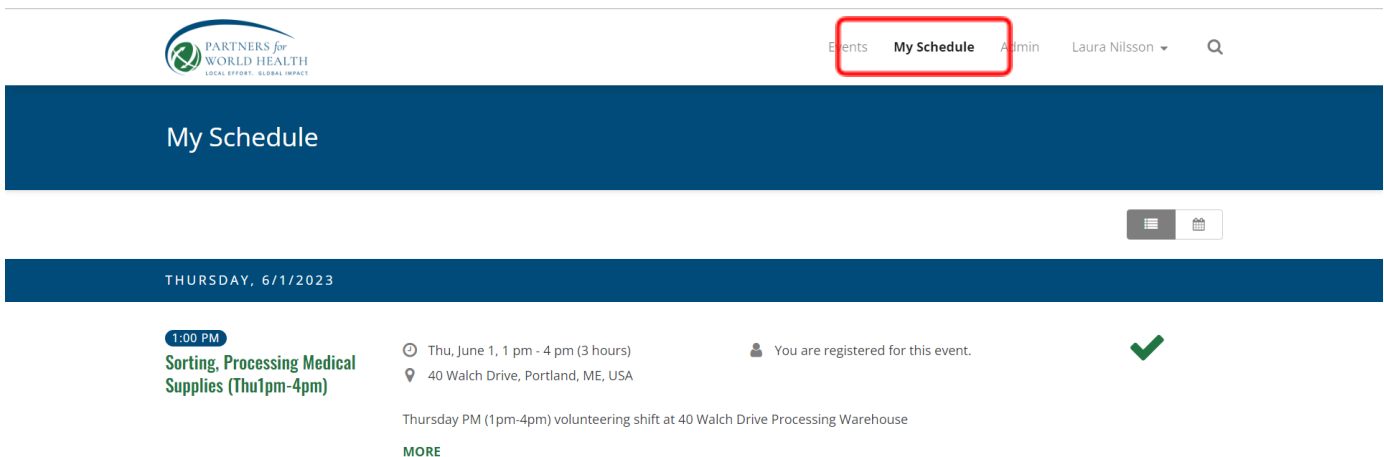 PARTNERS for
WORLD HEALTH
LOCAL EFFORT. GLOBAL IMPACT
Events My Schedule Admin Laura Nilsson
My Schedule
THURSDAY, 6/1/2023
1:00 PM
Sorting, Processing Medical
Supplies (Thu1pm-4pm)
Thu, June 1, 1 pm - 4 pm (3 hours)
40 Walch Drive, Portland, ME, USA
You are registered for this event.
Thursday PM (1pm-4pm) volunteering shift at 40 Walch Drive Processing Warehouse
MORE